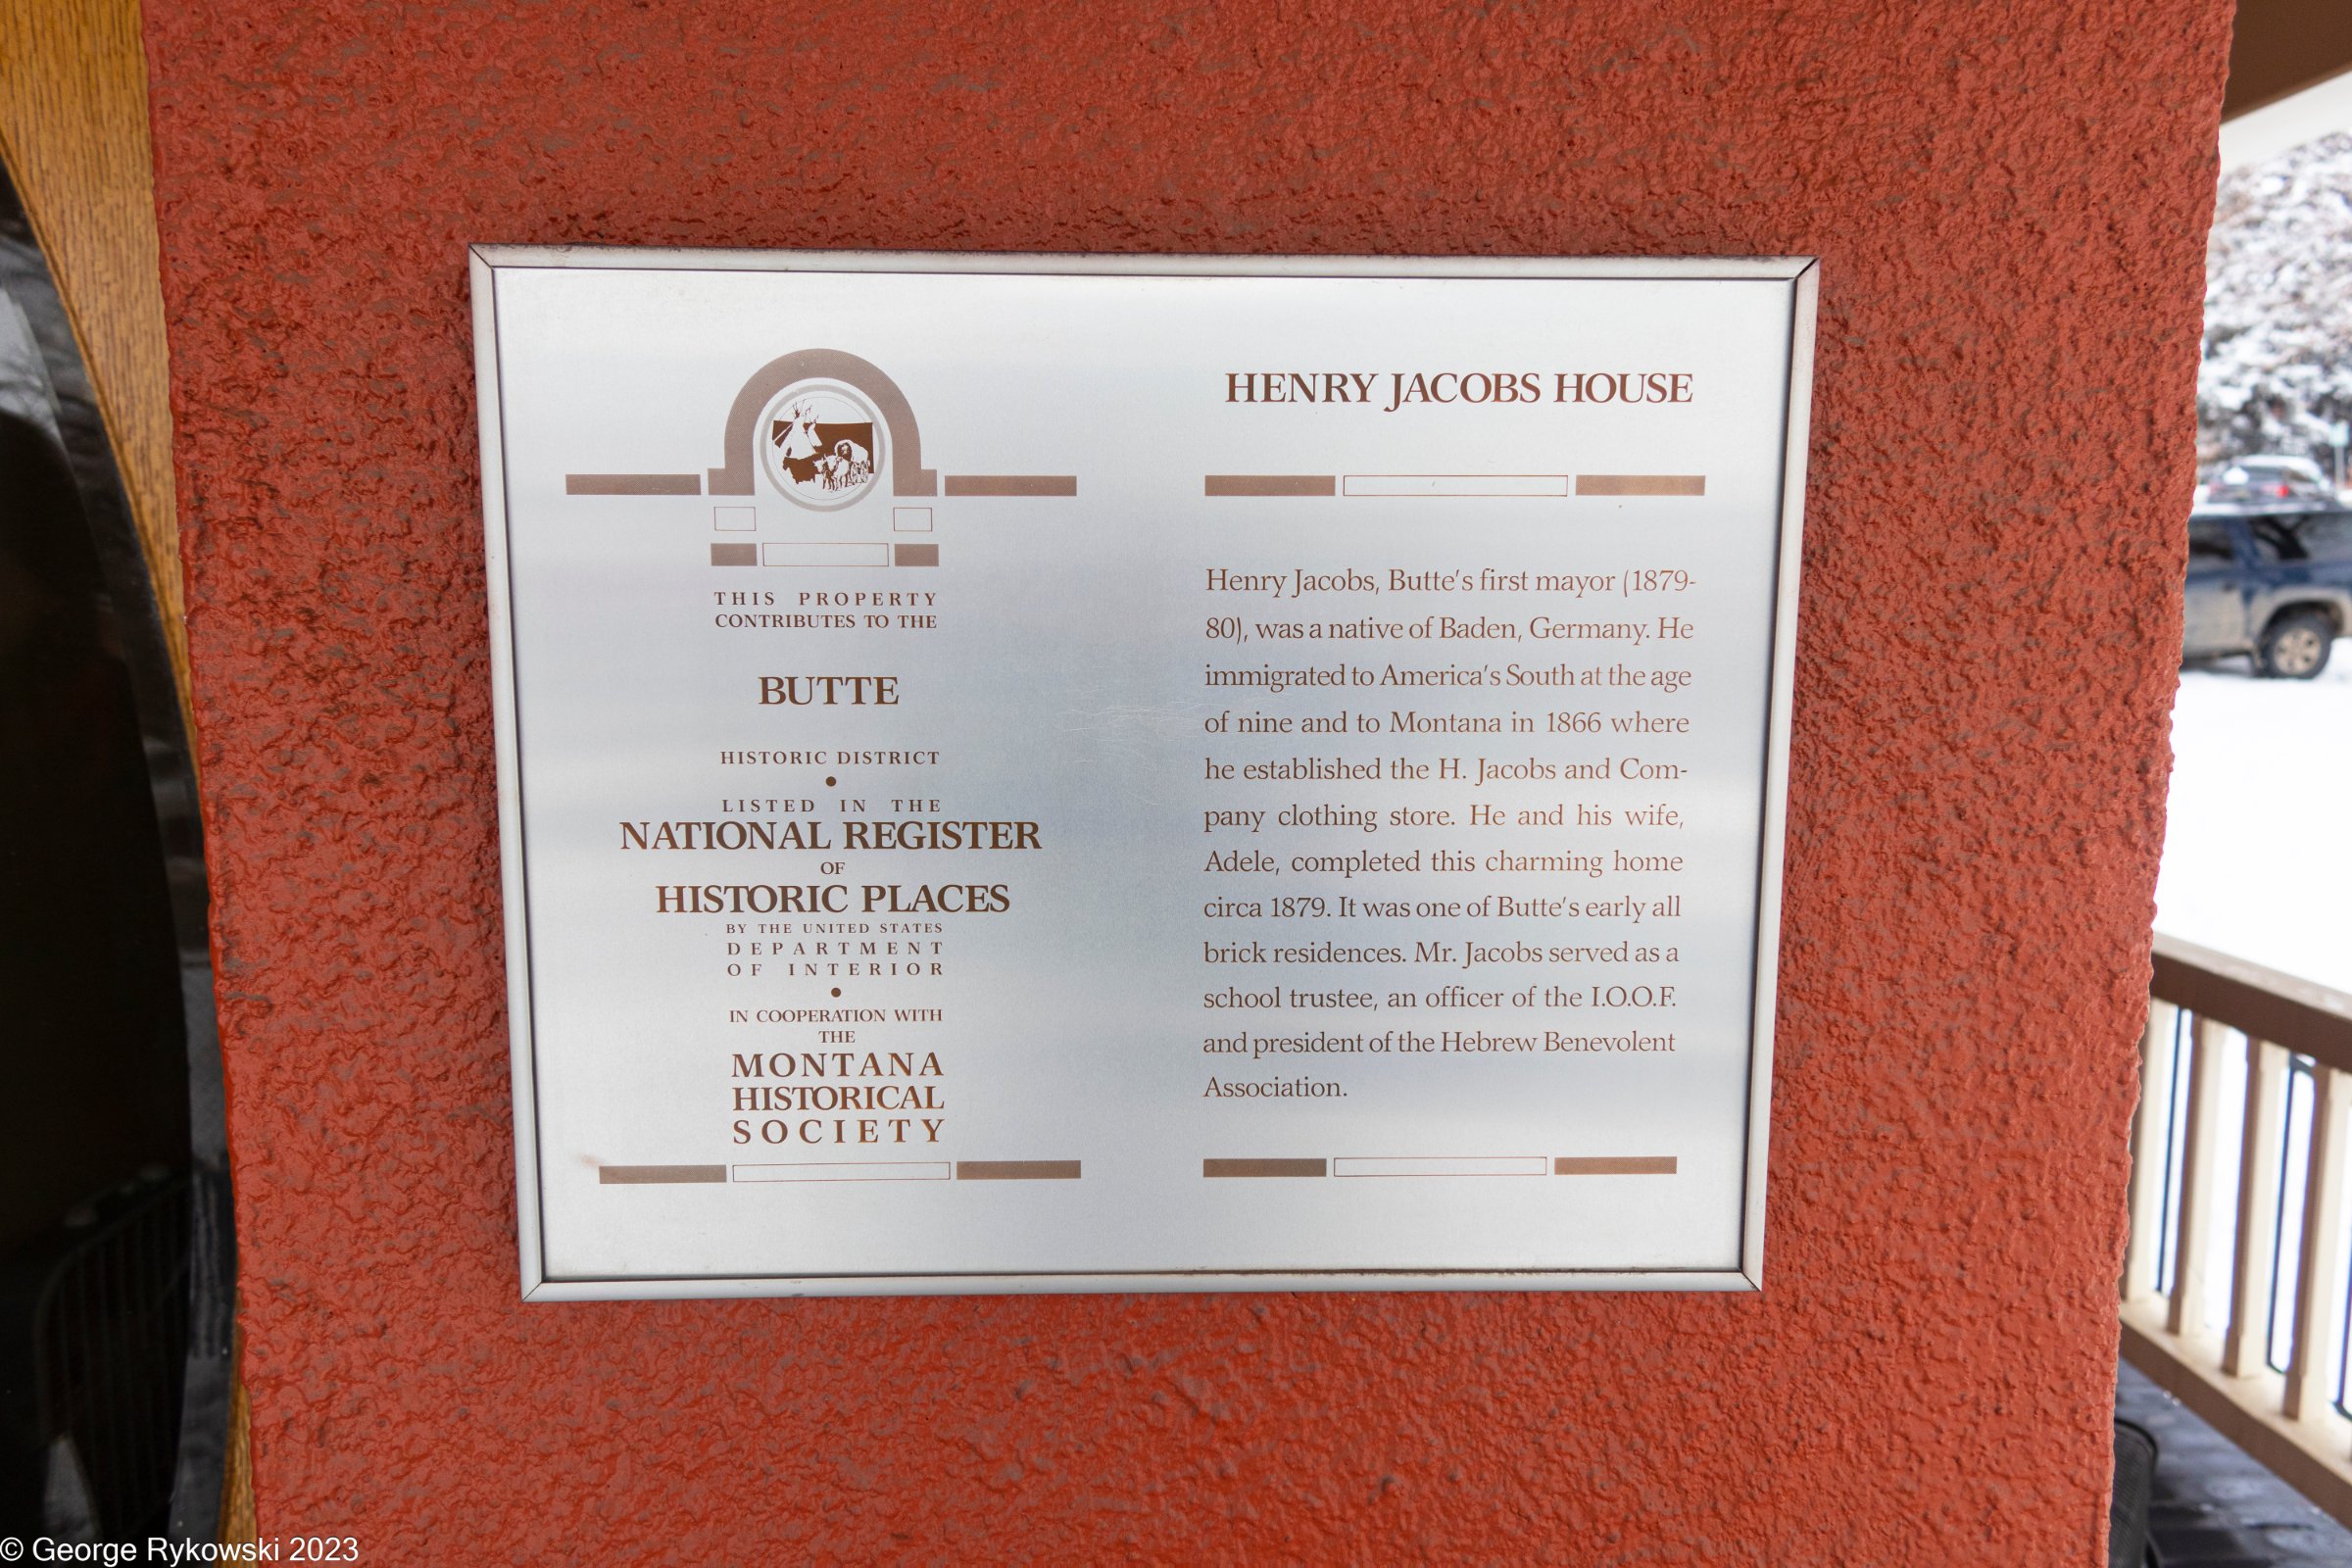 THIS PROPERTY
CONTRIBUTES TO THE
BUTTE
HISTORIC DISTRICT
•
LISTED IN THE
NATIONAL REGISTER
OF
HISTORIC PLACES
BY THE UNITED STATES
DEPARTMENT
OF INTERIOR
•
IN COOPERATION WITH
THE
MONTANA
HISTORICAL
SOCIETY
HENRY JACOBS HOUSE
Henry Jacobs, Butte's first mayor (1879-
80), was a native of Baden, Germany. He
immigrated to America's South at the age
of nine and to Montana in 1866 where
he established the H. Jacobs and Com-
pany clothing store. He and his wife,
Adele, completed this charming home
circa 1879. It was one of Butte's early all
brick residences. Mr. Jacobs served as a
school trustee, an officer of the I.O.O.F.
and president of the Hebrew Benevolent
Association.
© George Rykowski 2023